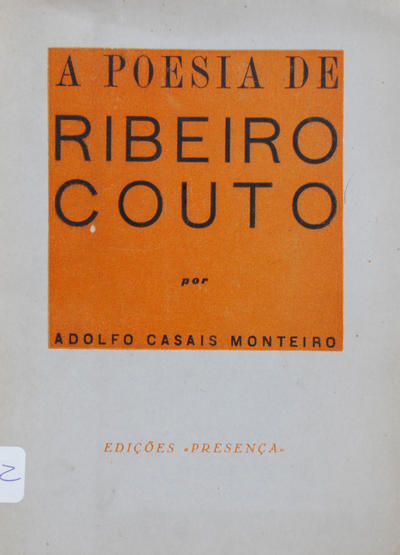 A POESIA DE
RIBEIRO
COUTO
por
ADOLFO CASAIS MONTEIRO
EDIÇÕES «PRESENÇA»